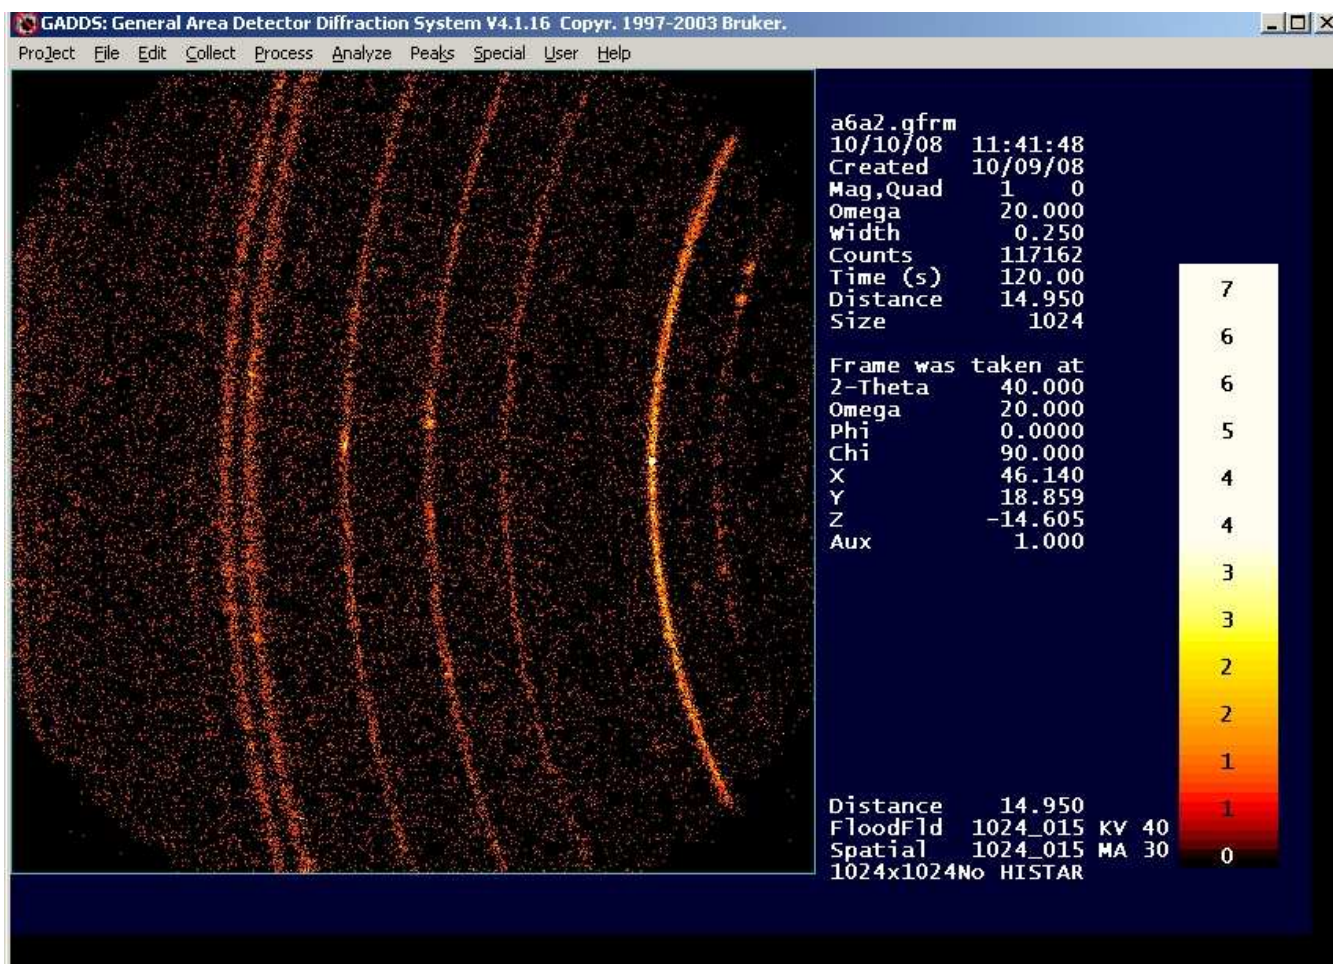 GADDS: General Area Detector Diffraction System V4.1.16 Copyr. 1997-2003 Bruker.
ProJect File Edit Collect Process Analyze Peaks Special User Help
a6a2.gfrm
10/10/08 11:41:48
Created 10/09/08
Mag,Quad 1 0
Omega 20.000
Width 0.250
Counts 117162
Time (s) 120.00
Distance 14.950
Size 1024
Frame was taken at
2-Theta 40.000
Omega 20.000
Phi 0.0000
Chi 90.000
X 46.140
Y 18.859
Z -14.605
Aux 1.000
Distance 14.950
FloodFld 1024_015 KV 40
Spatial 1024_015 MA 30
1024x1024No HISTAR
7
6
6
5
4
4
3
3
2
2
1
1
0